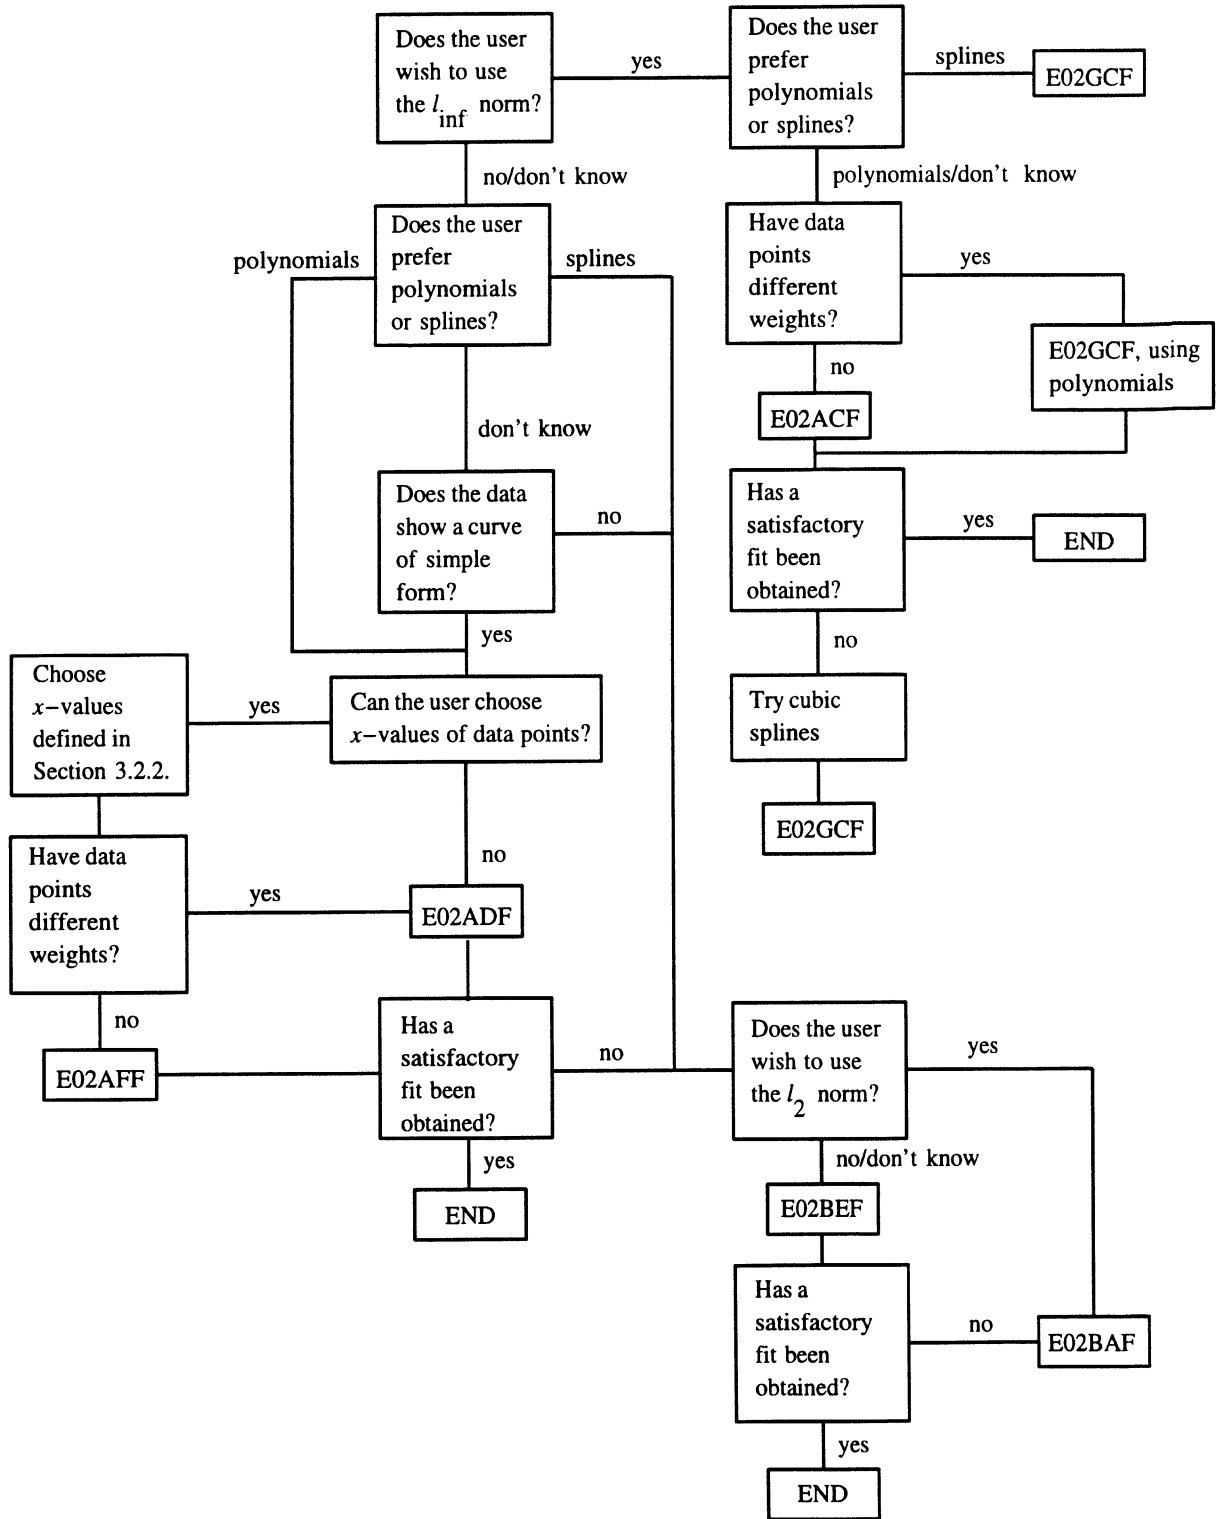 Does the user
wish to use
the l inf norm?
yes
Does the user
prefer
polynomials
or splines?
splines
E02GCF
no/don't know
polynomials/don't know
Does the user
prefer
polynomials
or splines?
polynomials
splines
Have data
points
different
weights?
yes
E02GCF, using
polynomials
no
E02ACF
don't know
Does the data
show a curve
of simple
form?
no
Has a
satisfactory
fit been
obtained?
yes
END
yes
no
Choose
x–values
defined in
Section 3.2.2.
yes
Can the user choose
x–values of data points?
Try cubic
splines
E02GCF
Have data
points
different
weights?
yes
no
E02ADF
no
E02AFF
Has a
satisfactory
fit been
obtained?
no
Does the user
wish to use
the l 2 norm?
yes
yes
END
no/don't know
E02BEF
Has a
satisfactory
fit been
obtained?
no
E02BAF
yes
END